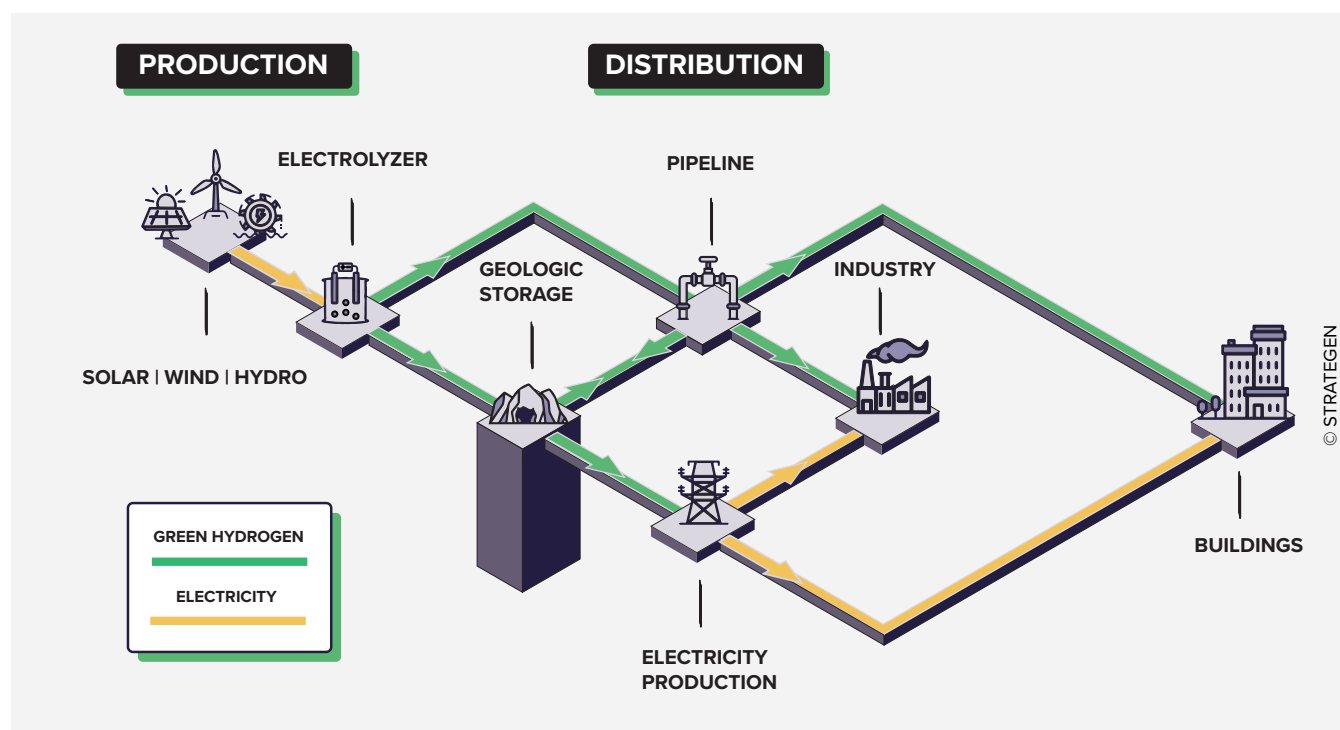 PRODUCTION
DISTRIBUTION
ELECTROLYZER
PIPELINE
GEOLOGIC
STORAGE
INDUSTRY
SOLAR | WIND | HYDRO
© STRATEGEN
GREEN HYDROGEN
ELECTRICITY
BUILDINGS
ELECTRICITY
PRODUCTION